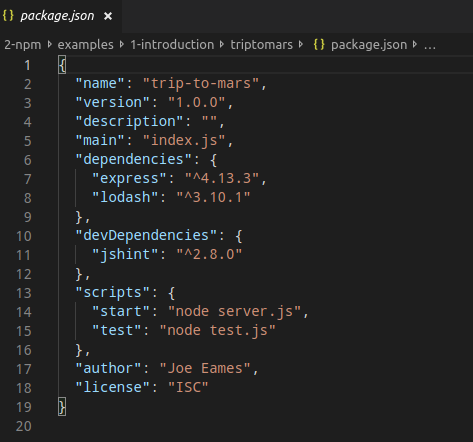 { } package.json ×
2-npm > examples > 1-introduction > triptomars > { } package.json > ...
1 {
2 "name": "trip-to-mars",
3 "version": "1.0.0",
4 "description": "",
5 "main": "index.js",
6 "dependencies": {
7 "express": "^4.13.3",
8 "lodash": "^3.10.1"
9 },
10 "devDependencies": {
11 "jshint": "^2.8.0"
12 },
13 "scripts": {
14 "start": "node server.js",
15 "test": "node test.js"
16 },
17 "author": "Joe Eames",
18 "license": "ISC"
19 }
20